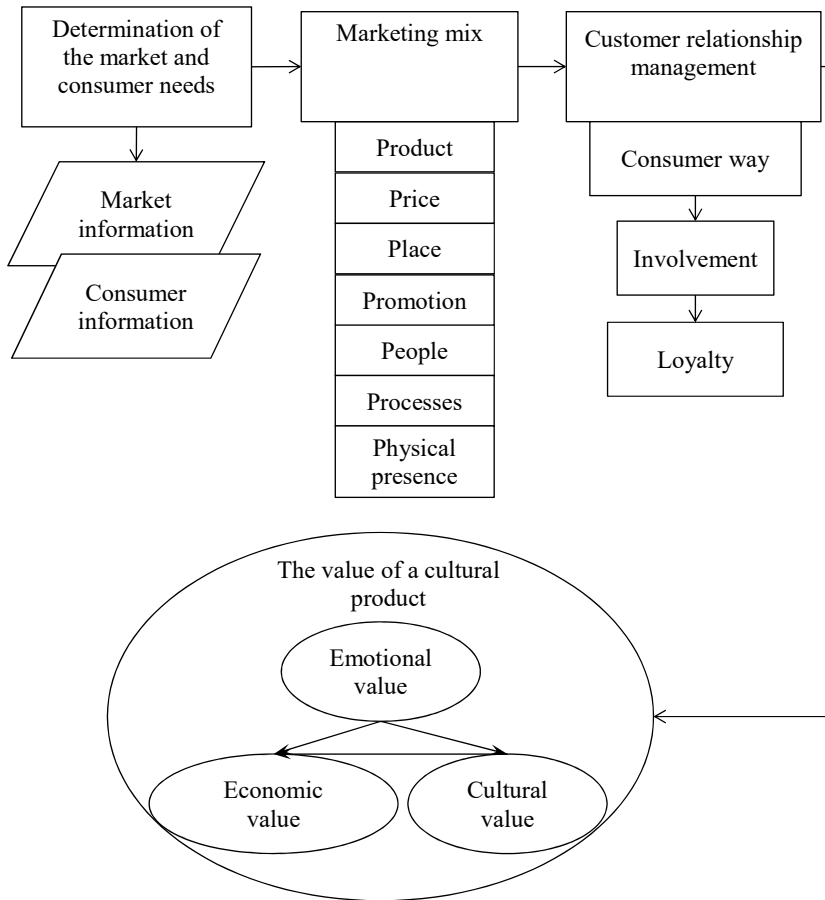 Determination of
the market and
consumer needs
Marketing mix
Customer relationship
management
Market
information
Consumer
information
Product
Price
Place
Promotion
People
Processes
Physical
presence
Consumer way
Involvement
Loyalty
The value of a cultural
product
Emotional
value
Economic
value
Cultural
value